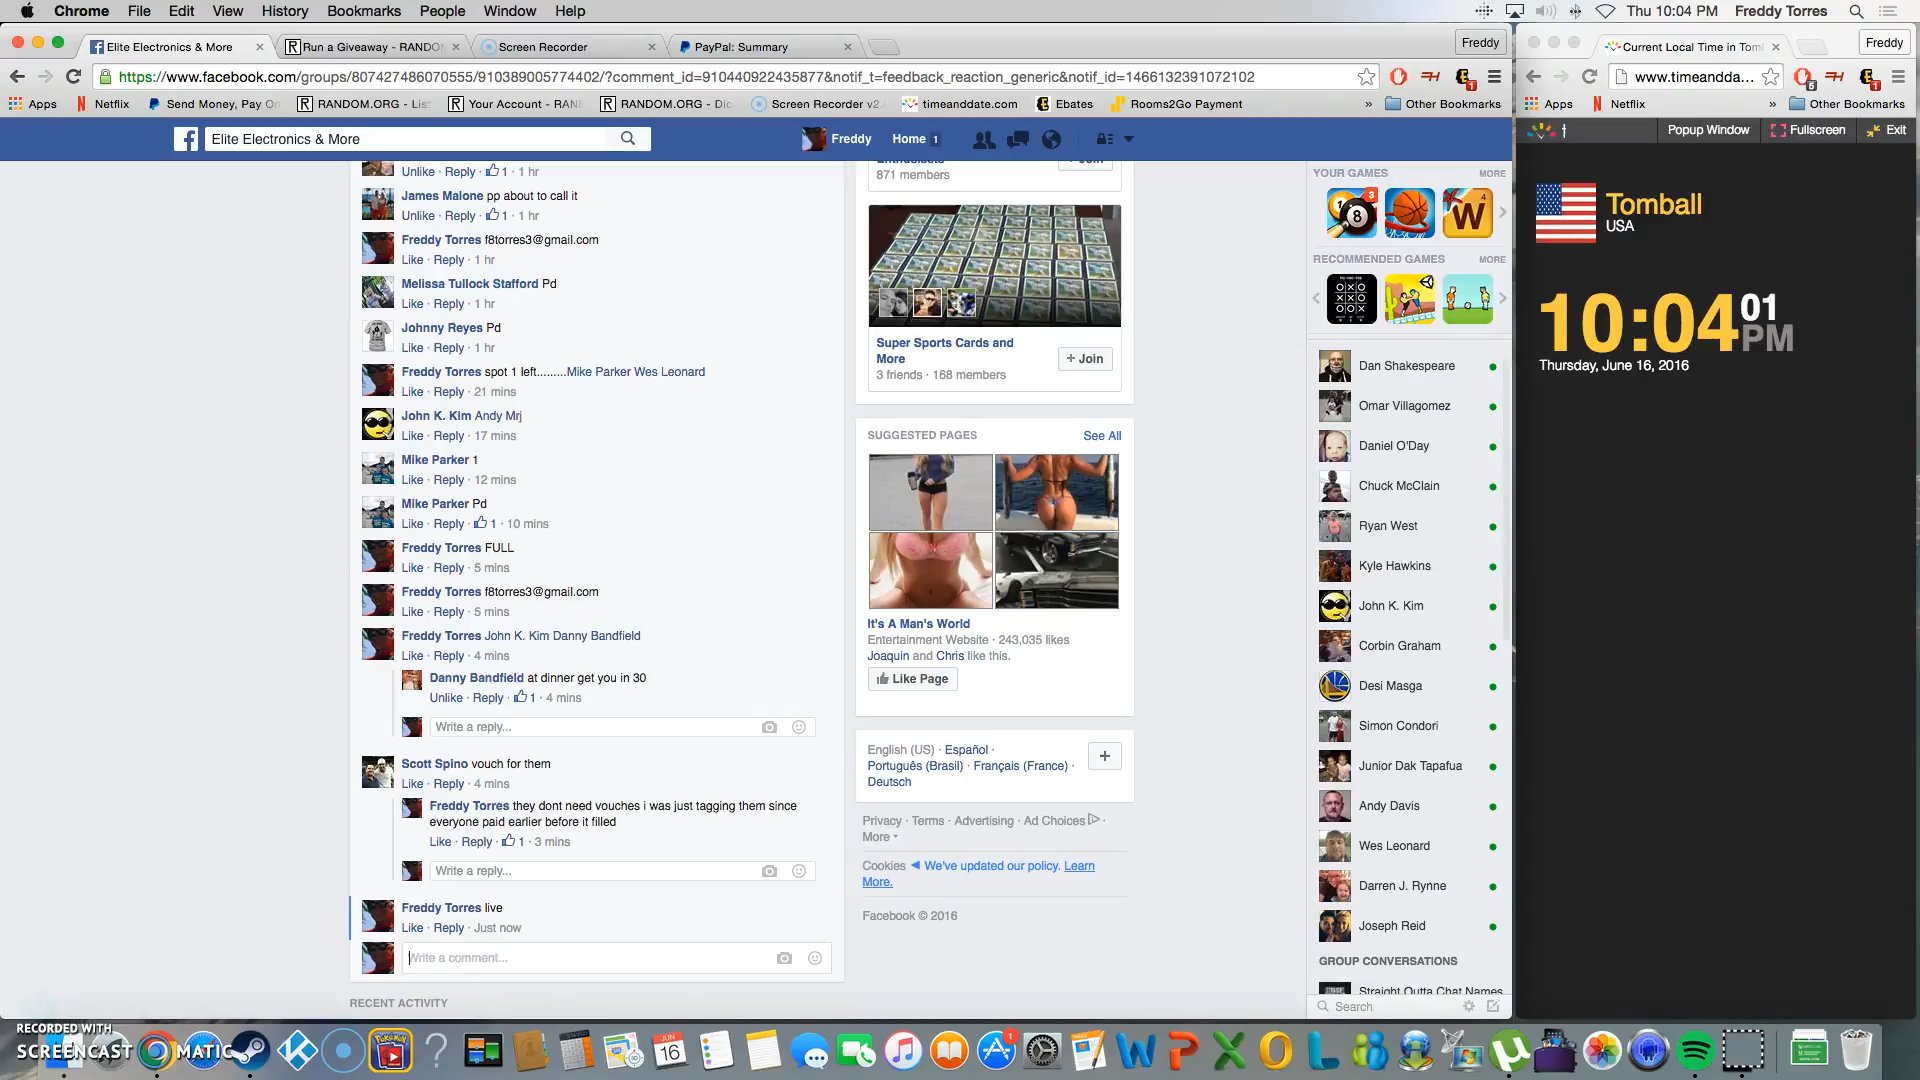 Chrome File Edit View History Bookmarks People Window Help
Thu 10:04 PM Freddy Torres
Elite Electronics & More
Run a Giveaway - RANDO
Screen Recorder
PayPal: Summary
Freddy
https://www.facebook.com/groups/807427486070555/910389005774402/?comment_id=910440922435877&notif_t=feedback_reaction_generic&notif_id=1466132391072102
Apps Netflix Send Money, Pay On RANDOM.ORG - Lis Your Account - RAN RANDOM.ORG - Dic Screen Recorder v2. timeanddate.com Ebates Rooms2Go Payment » Other Bookmarks
Elite Electronics & More
Freddy Home 1
Unlike · Reply · 1 · 1 hr
James Malone pp about to call it
Unlike · Reply · 1 · 1 hr
Freddy Torres f8torres3@gmail.com
Like · Reply · 1 hr
Melissa Tullock Stafford Pd
Like · Reply · 1 hr
Johnny Reyes Pd
Like · Reply · 1 hr
Freddy Torres spot 1 left........Mike Parker Wes Leonard
Like · Reply · 21 mins
John K. Kim Andy Mrj
Like · Reply · 17 mins
Mike Parker 1
Like · Reply · 12 mins
Mike Parker Pd
Like · Reply · 1 · 10 mins
Freddy Torres FULL
Like · Reply · 5 mins
Freddy Torres f8torres3@gmail.com
Like · Reply · 5 mins
Freddy Torres John K. Kim Danny Bandfield
Like · Reply · 4 mins
Danny Bandfield at dinner get you in 30
Unlike · Reply · 1 · 4 mins
Write a reply...
Scott Spino vouch for them
Like · Reply · 4 mins
Freddy Torres they dont need vouches i was just tagging them since
everyone paid earlier before it filled
Like · Reply · 1 · 3 mins
Write a reply...
Freddy Torres live
Like · Reply · Just now
Write a comment...
RECENT ACTIVITY
871 members
Super Sports Cards and
More
+ Join
3 friends · 168 members
SUGGESTED PAGES See All
It's A Man's World
Entertainment Website · 243,035 likes
Joaquin and Chris like this.
Like Page
English (US) · Español ·
Português (Brasil) · Français (France) ·
Deutsch
+
Privacy · Terms · Advertising · Ad Choices ·
More
Cookies We've updated our policy. Learn
More.
Facebook © 2016
YOUR GAMES MORE
3
8
W 4
RECOMMENDED GAMES MORE
Dan Shakespeare
Omar Villagomez
Daniel O'Day
Chuck McClain
Ryan West
Kyle Hawkins
John K. Kim
Corbin Graham
Desi Masga
Simon Condori
Junior Dak Tapafua
Andy Davis
Wes Leonard
Darren J. Rynne
Joseph Reid
GROUP CONVERSATIONS
Straight Outta Chat Names
Search
Current Local Time in Tom
Freddy
www.timeandda...
Apps Netflix » Other Bookmarks
Popup Window Fullscreen Exit
Tomball
USA
10:04 01 PM
Thursday, June 16, 2016
RECORDED WITH
SCREENCAST MATIC
JUN
16